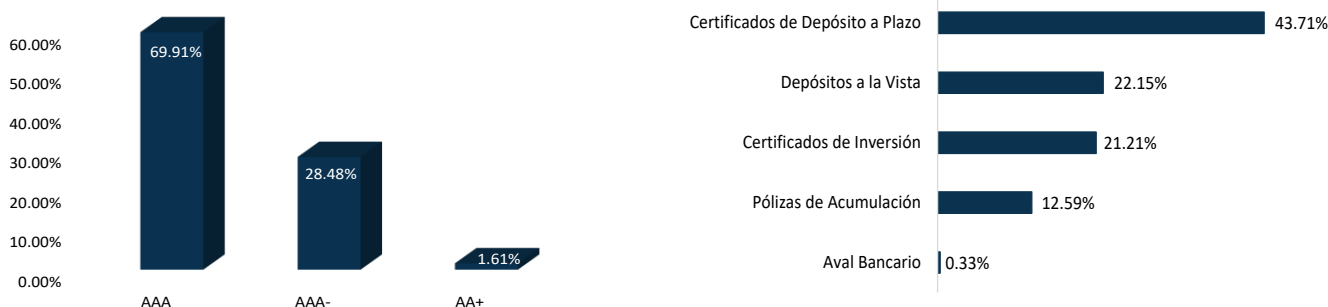 60.00%
50.00%
40.00%
30.00%
20.00%
10.00%
0.00%
69.91%
28.48%
1.61%
AAA
AAA-
AA+
Certificados de Depósito a Plazo 43.71%
Depósitos a la Vista 22.15%
Certificados de Inversión 21.21%
Pólizas de Acumulación 12.59%
Aval Bancario 0.33%